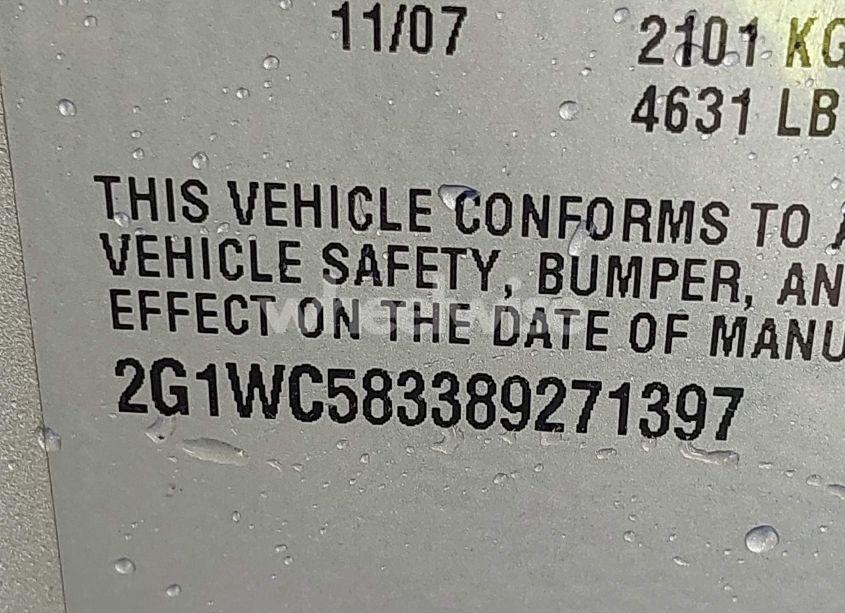 11/07 2101 KG
4631 LB
THIS VEHICLE CONFORMS TO A
VEHICLE SAFETY, BUMPER, AN
wheelwise
EFFECT ON THE DATE OF MANU
2G1WC583389271397